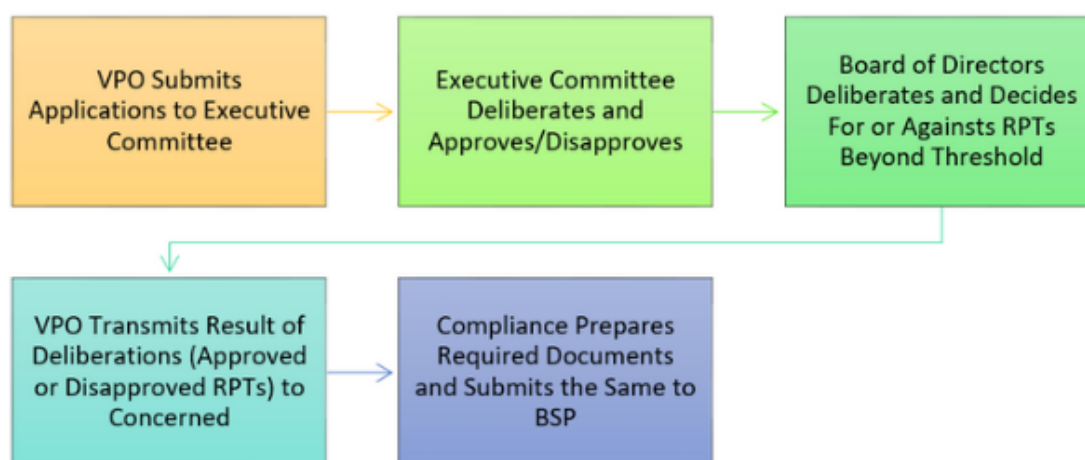 VPO Submits
Applications to Executive
Committee
Executive Committee
Deliberates and
Approves/Disapproves
Board of Directors
Deliberates and Decides
For or Againsts RPTs
Beyond Threshold
VPO Transmits Result of
Deliberations (Approved
or Disapproved RPTs) to
Concerned
Compliance Prepares
Required Documents
and Submits the Same to
BSP